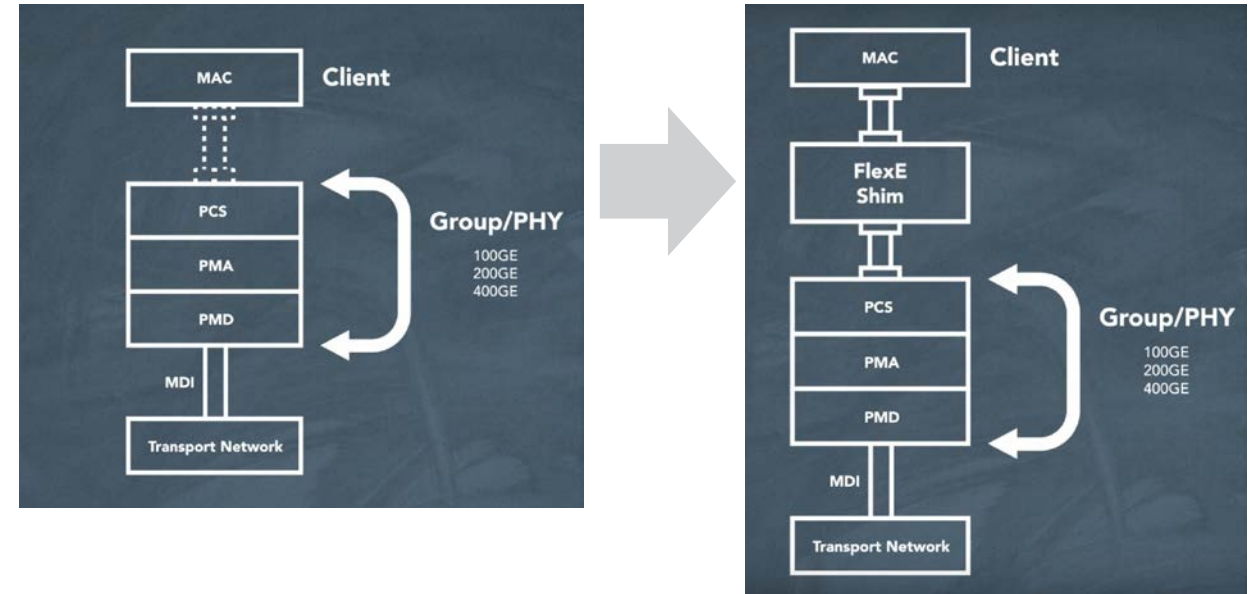 MAC
Client
PCS
Group/PHY
100GE
200GE
400GE
PMA
PMD
MDI
Transport Network
MAC
Client
FlexE
Shim
PCS
Group/PHY
100GE
200GE
400GE
PMA
PMD
MDI
Transport Network